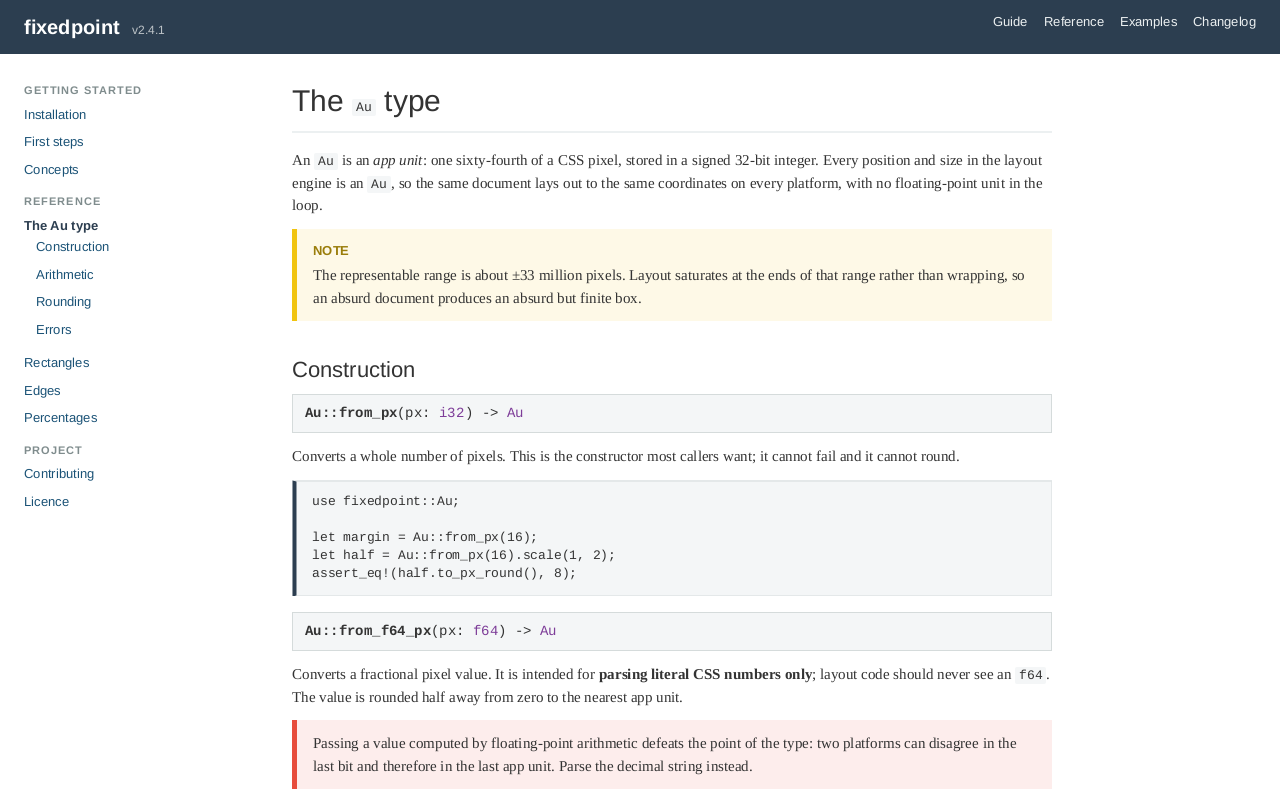 fixedpoint v2.4.1
Guide Reference Examples Changelog
GETTING STARTED
Installation
First steps
Concepts
REFERENCE
The Au type
Construction
Arithmetic
Rounding
Errors
Rectangles
Edges
Percentages
PROJECT
Contributing
Licence
The Au type
An Au is an app unit: one sixty-fourth of a CSS pixel, stored in a signed 32-bit integer. Every position and size in the layout
engine is an Au, so the same document lays out to the same coordinates on every platform, with no floating-point unit in the
loop.
NOTE
The representable range is about ±33 million pixels. Layout saturates at the ends of that range rather than wrapping, so
an absurd document produces an absurd but finite box.
Construction
Au::from_px(px: i32) -> Au
Converts a whole number of pixels. This is the constructor most callers want; it cannot fail and it cannot round.
use fixedpoint::Au;
let margin = Au::from_px(16);
let half = Au::from_px(16).scale(1, 2);
assert_eq!(half.to_px_round(), 8);
Au::from_f64_px(px: f64) -> Au
Converts a fractional pixel value. It is intended for parsing literal CSS numbers only; layout code should never see an f64.
The value is rounded half away from zero to the nearest app unit.
Passing a value computed by floating-point arithmetic defeats the point of the type: two platforms can disagree in the
last bit and therefore in the last app unit. Parse the decimal string instead.